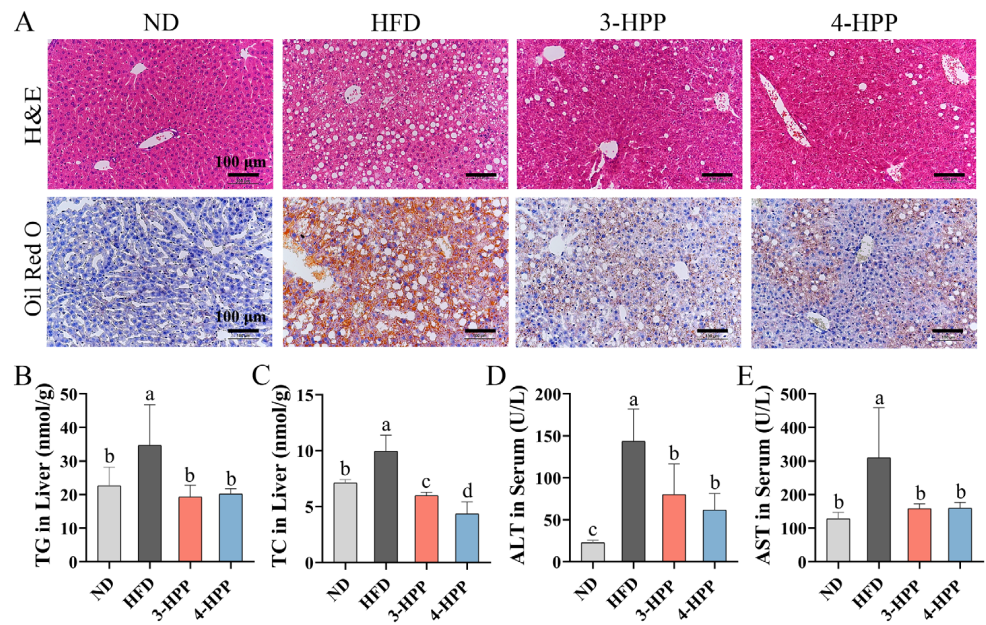 A
ND
HFD
3-HPP
4-HPP
H&E
100 μm
Oil Red O
100 μm
B
TG in Liver (nmol/g)
50
40
30
20
10
0
b
a
b
b
ND
HFD
3-HPP
4-HPP
C
TC in Liver (nmol/g)
15
10
5
0
b
a
c
d
ND
HFD
3-HPP
4-HPP
D
ALT in Serum (U/L)
200
150
100
50
0
c
a
b
b
ND
HFD
3-HPP
4-HPP
E
AST in Serum (U/L)
500
400
300
200
100
0
b
a
b
b
ND
HFD
3-HPP
4-HPP